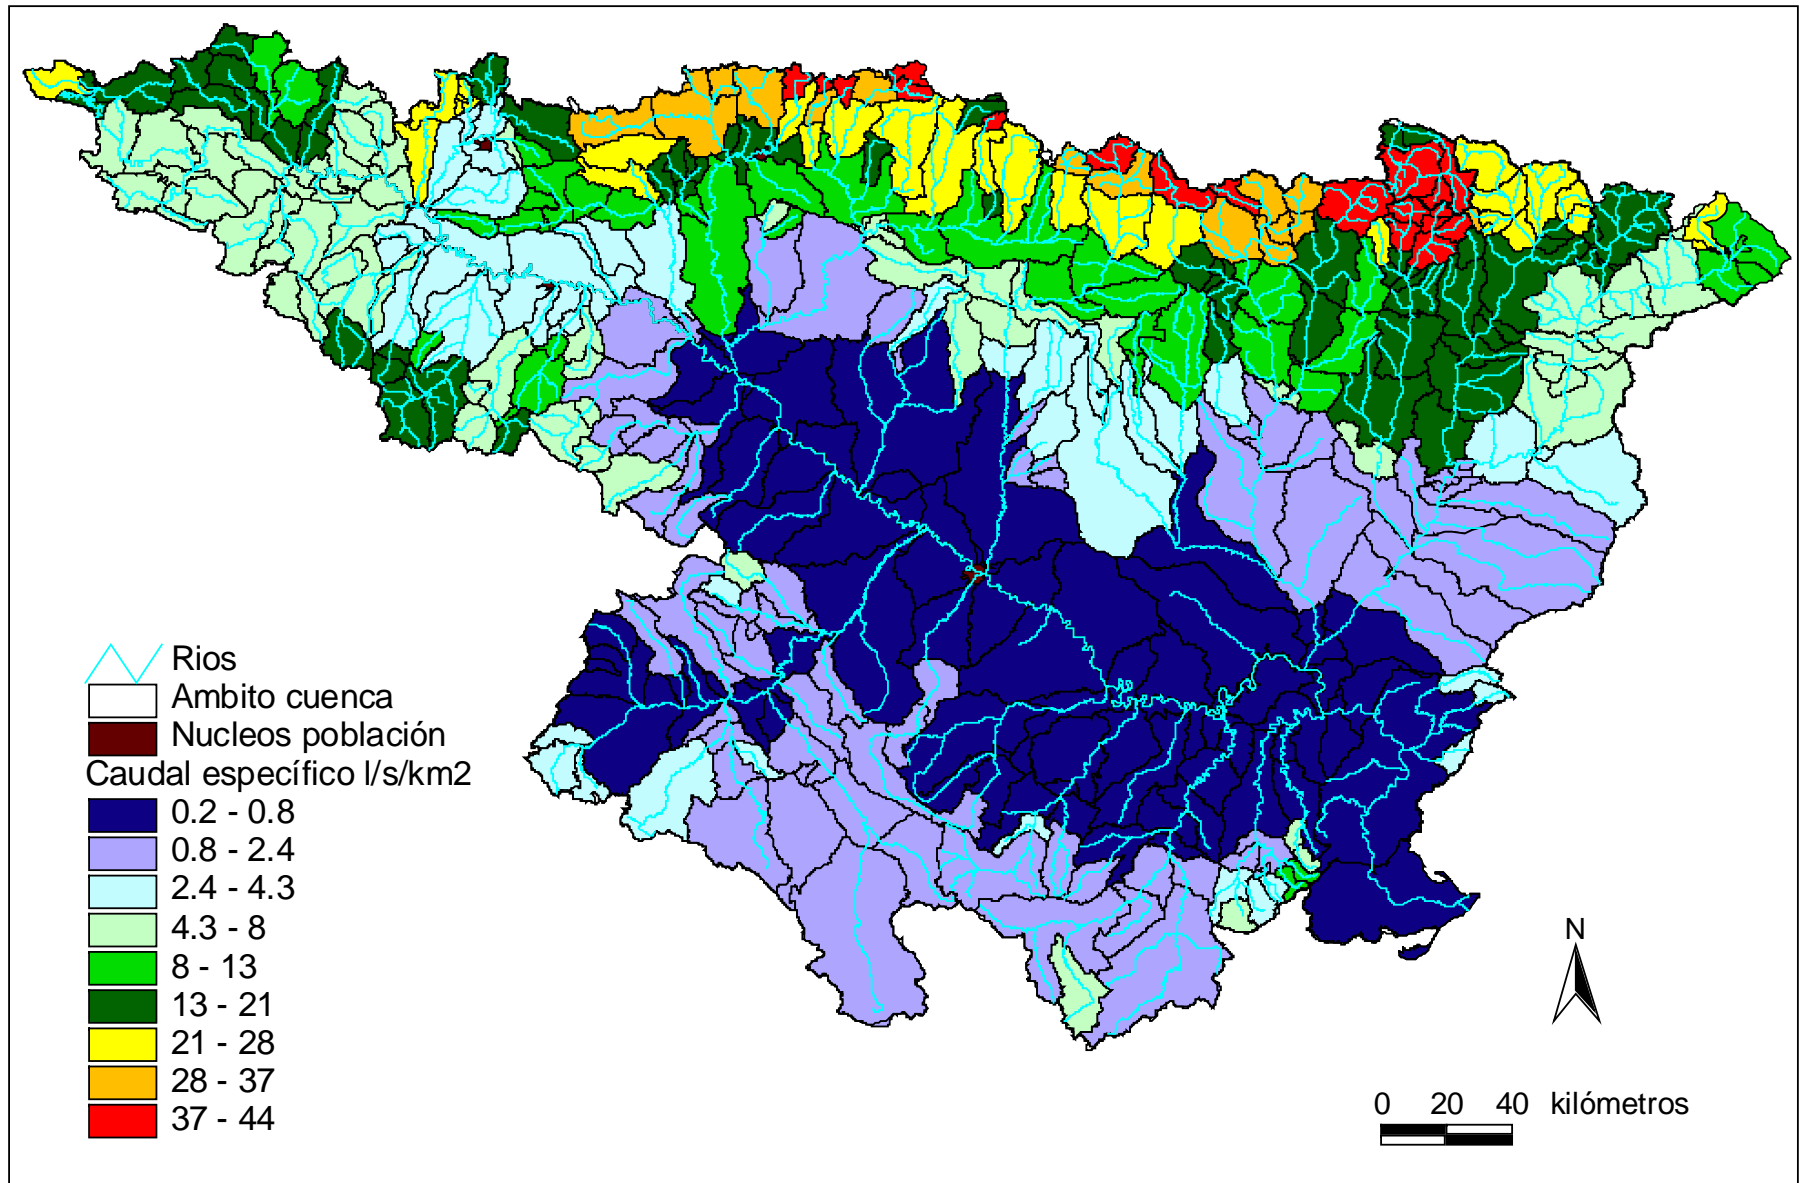 Rios
Ambito cuenca
Nucleos población
Caudal específico l/s/km2
0.2 - 0.8
0.8 - 2.4
2.4 - 4.3
4.3 - 8
8 - 13
13 - 21
21 - 28
28 - 37
37 - 44
N
0 20 40 kilómetros